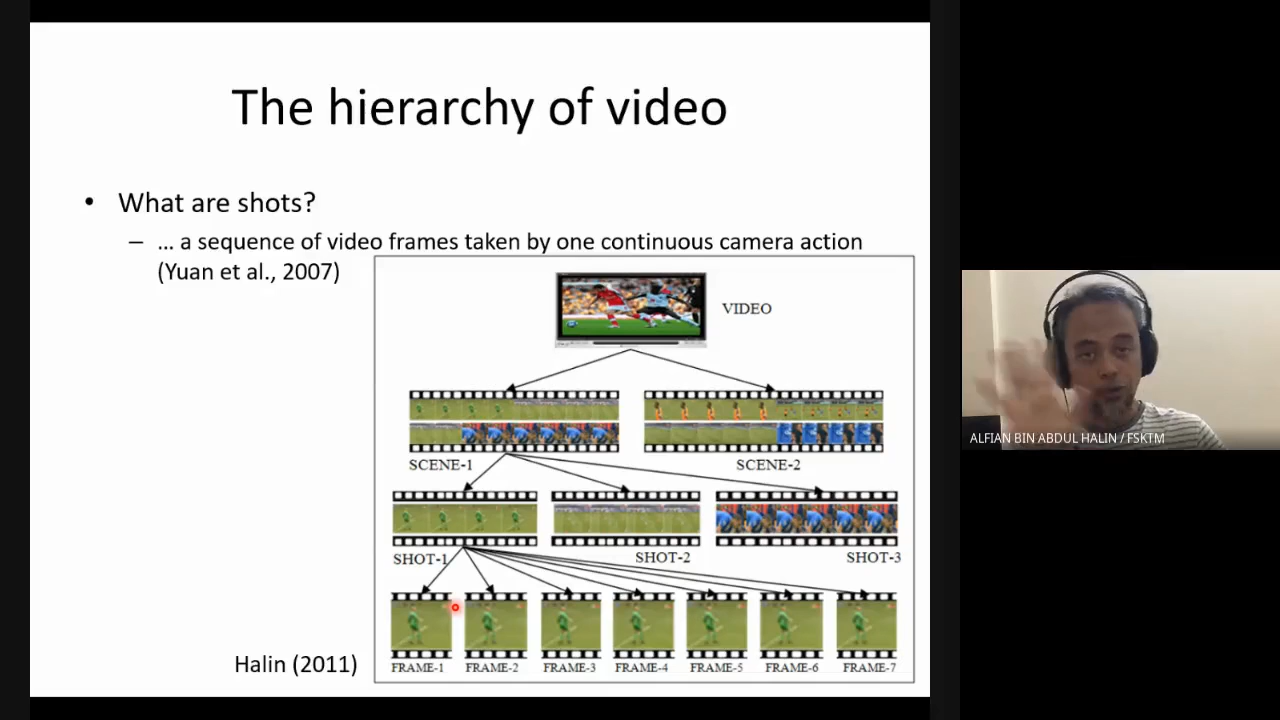 The hierarchy of video
• What are shots?
– ... a sequence of video frames taken by one continuous camera action
(Yuan et al., 2007)
VIDEO
SCENE-1
SCENE-2
SHOT-1
SHOT-2
SHOT-3
FRAME-1
FRAME-2
FRAME-3
FRAME-4
FRAME-5
FRAME-6
FRAME-7
Halin (2011)
ALFIAN BIN ABDUL HALIN / FSKTM